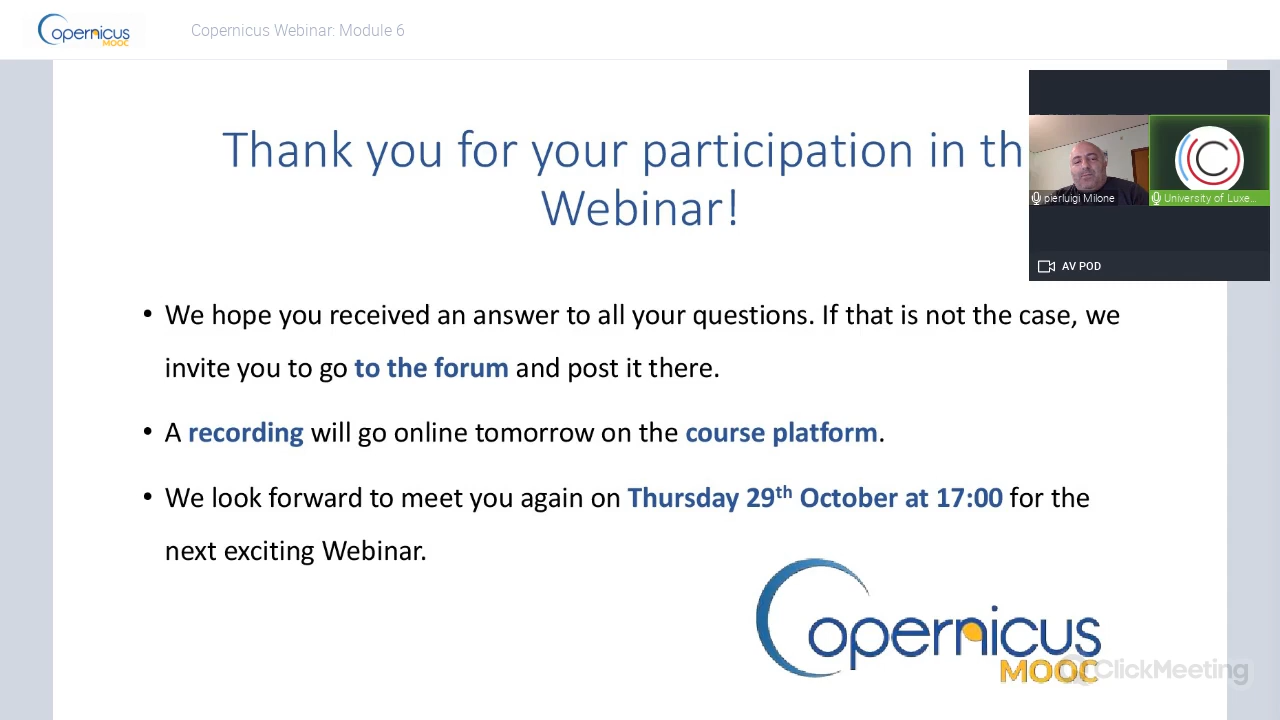 Copernicus
MOOC
Copernicus Webinar: Module 6
Thank you for your participation in th
Webinar!
pierluigi Milone
University of Luxe...
AV POD
• We hope you received an answer to all your questions. If that is not the case, we
invite you to go to the forum and post it there.
• A recording will go online tomorrow on the course platform.
• We look forward to meet you again on Thursday 29th October at 17:00 for the
next exciting Webinar.
Copernicus
MOOC
ClickMeeting